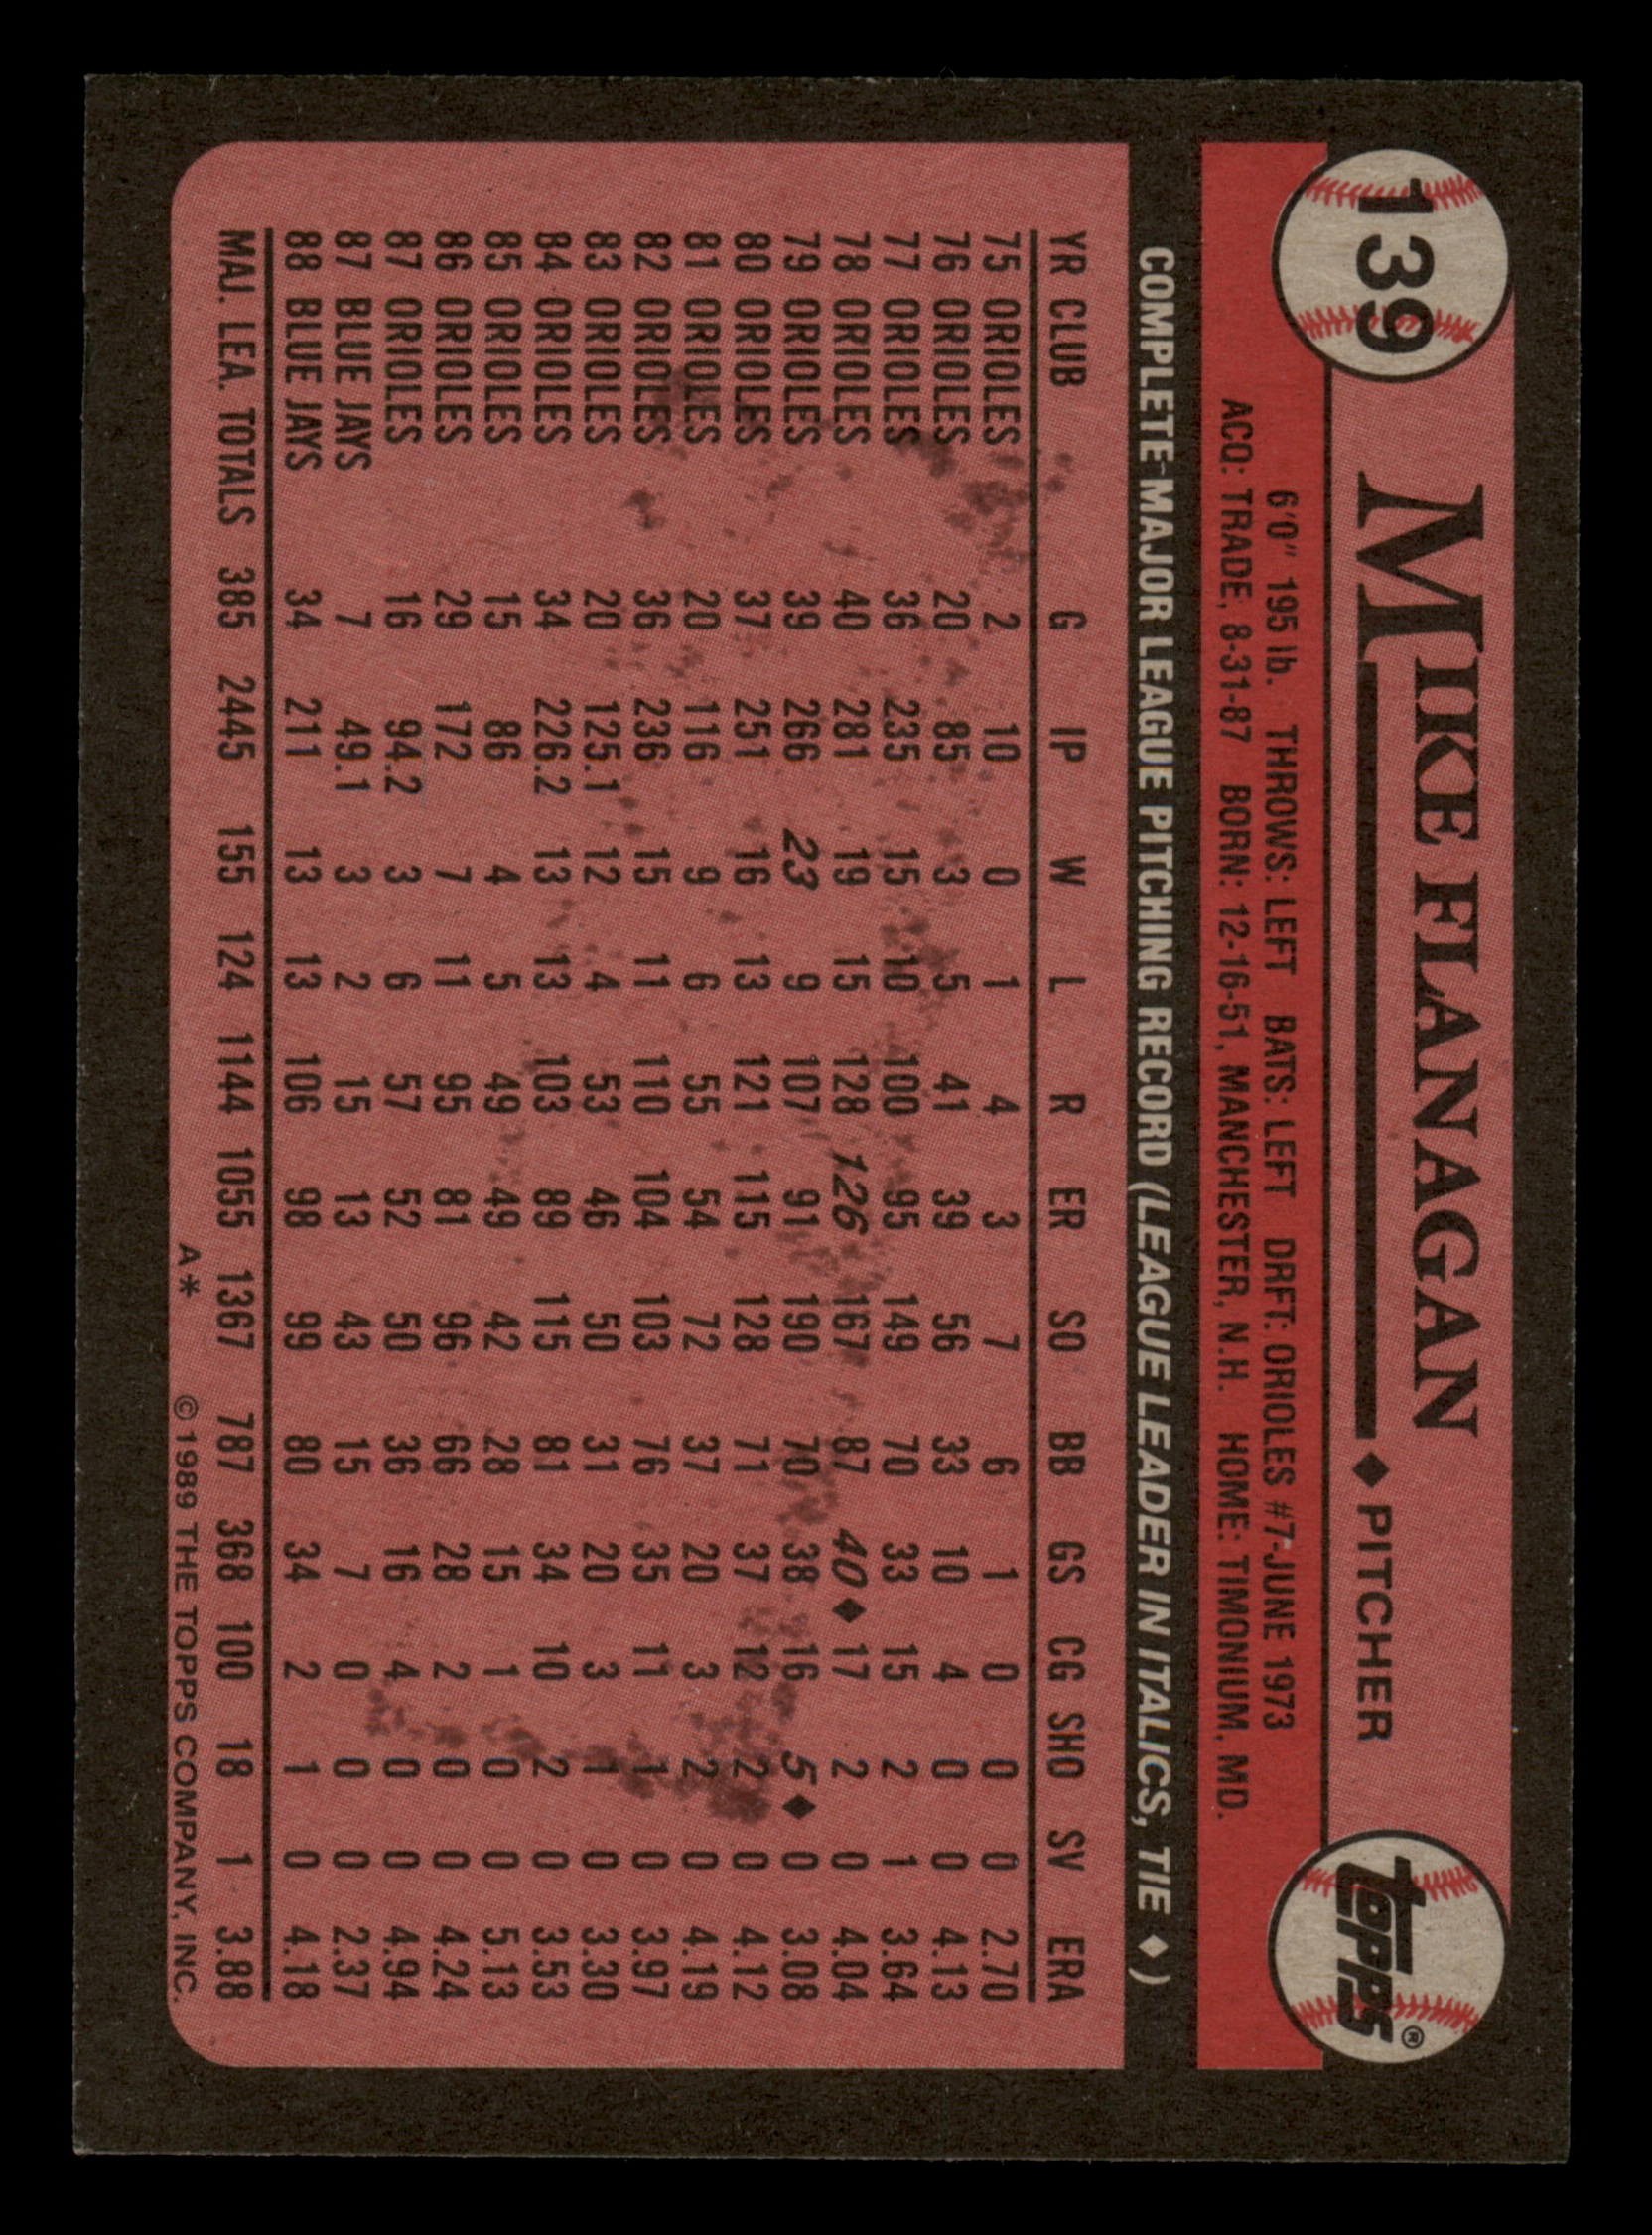 139
MIKE FLANAGAN ◆ PITCHER
TOPPS®
6'0" 195 lb. THROWS: LEFT BATS: LEFT DRFT: ORIOLES #7-JUNE 1973
ACQ: TRADE, 8-31-87 BORN: 12-16-51, MANCHESTER, N.H. HOME: TIMONIUM, MD.
COMPLETE MAJOR LEAGUE PITCHING RECORD (LEAGUE LEADER IN ITALICS, TIE ◆)
YR CLUB G IP W L R ER SO BB GS CG SHO SV ERA
75 ORIOLES 2 10 0 1 4 3 7 6 1 0 0 0 2.70
76 ORIOLES 20 85 3 5 41 39 56 33 10 4 0 0 4.13
77 ORIOLES 36 235 15 10 100 95 149 70 33 15 2 1 3.64
78 ORIOLES 40 281 19 15 128 126 167 87 40◆ 17 2 0 4.04
79 ORIOLES 39 266 23 9 107 91 190 70 38 16 5◆ 0 3.08
80 ORIOLES 37 251 16 13 121 115 128 71 37 12 2 0 4.12
81 ORIOLES 20 116 9 6 55 54 72 37 20 3 2 0 4.19
82 ORIOLES 36 236 15 11 110 104 103 76 35 11 1 0 3.97
83 ORIOLES 20 125.1 12 4 53 46 50 31 20 3 1 0 3.30
84 ORIOLES 34 226.2 13 13 103 89 115 81 34 10 2 0 3.53
85 ORIOLES 15 86 4 5 49 49 42 28 15 1 0 0 5.13
86 ORIOLES 29 172 7 11 95 81 96 66 28 2 0 0 4.24
87 ORIOLES 16 94.2 3 6 57 52 50 36 16 4 0 0 4.94
87 BLUE JAYS 7 49.1 3 2 15 13 43 15 7 0 0 0 2.37
88 BLUE JAYS 34 211 13 13 106 98 99 80 34 2 1 0 4.18
MAJ. LEA. TOTALS 385 2445 155 124 1144 1055 1367 787 368 100 18 1 3.88
A* © 1989 THE TOPPS COMPANY, INC.